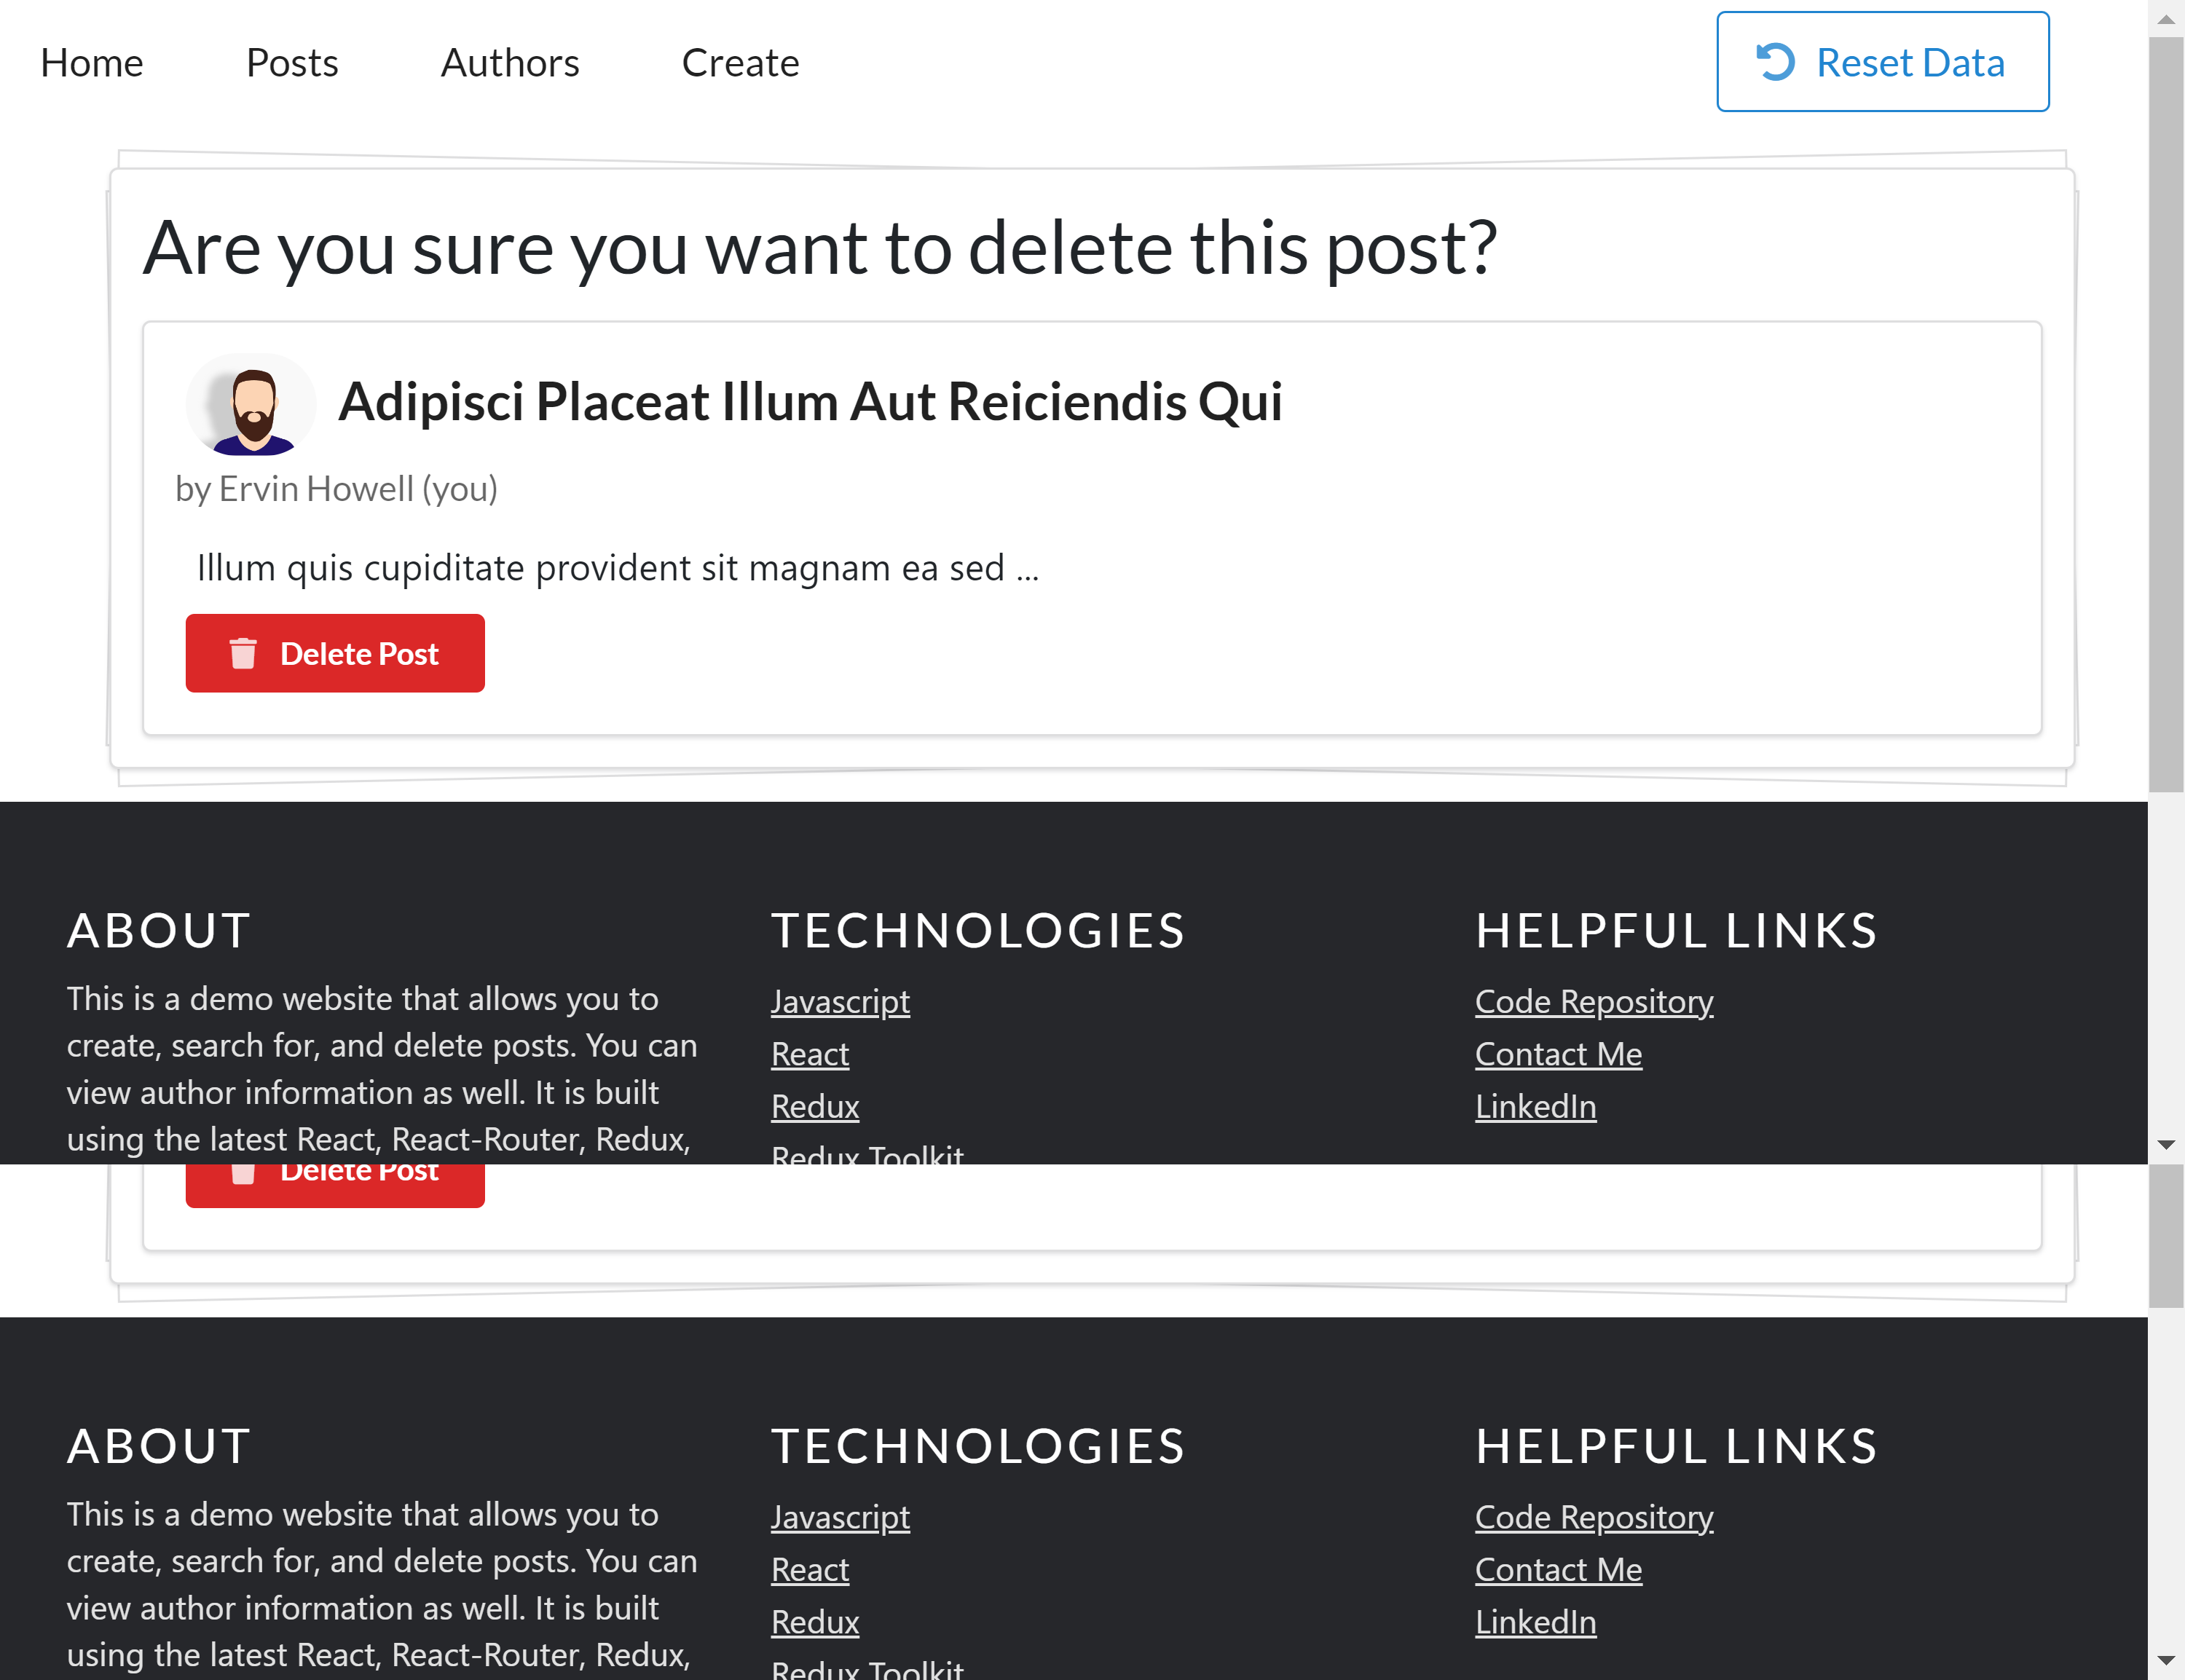 Home Posts Authors Create Reset Data
Are you sure you want to delete this post?
Adipisci Placeat Illum Aut Reiciendis Qui
by Ervin Howell (you)
Illum quis cupiditate provident sit magnam ea sed ...
Delete Post
ABOUT
This is a demo website that allows you to
create, search for, and delete posts. You can
view author information as well. It is built
using the latest React, React-Router, Redux,
TECHNOLOGIES
Javascript
React
Redux
Redux Toolkit
HELPFUL LINKS
Code Repository
Contact Me
LinkedIn
Delete Post
ABOUT
This is a demo website that allows you to
create, search for, and delete posts. You can
view author information as well. It is built
using the latest React, React-Router, Redux,
TECHNOLOGIES
Javascript
React
Redux
Redux Toolkit
HELPFUL LINKS
Code Repository
Contact Me
LinkedIn